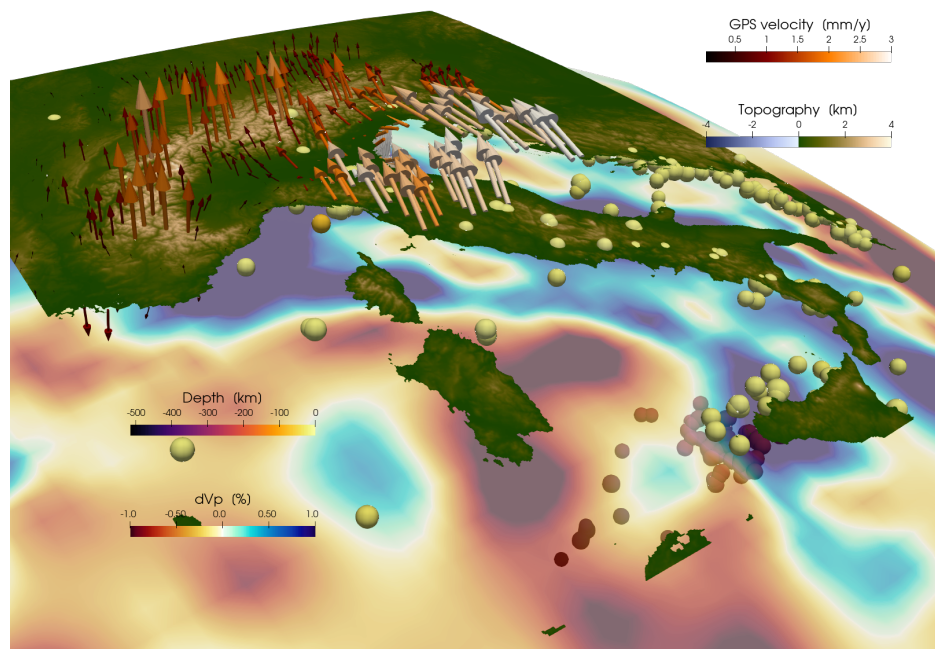 GPS velocity [mm/y]
0.5 1 1.5 2 2.5 3
Topography [km]
-4 -2 0 2 4
Depth [km]
-500 -400 -300 -200 -100 0
dVp [%]
-1.0 -0.50 0.0 0.50 1.0